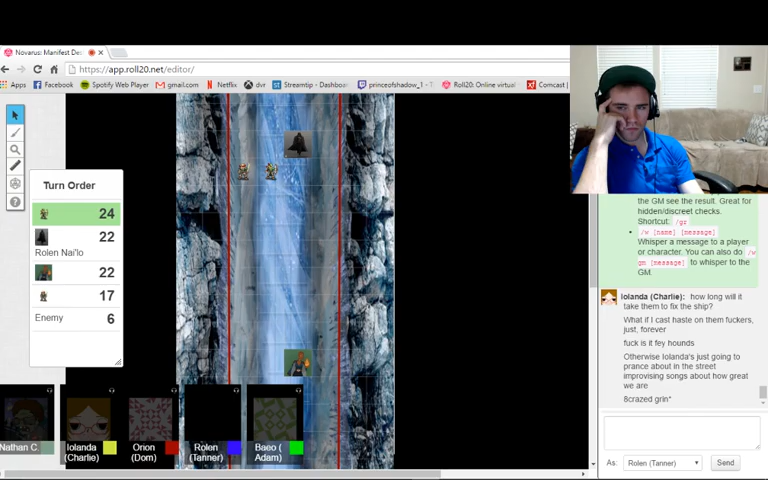 Novarus: Manifest Des
https://app.roll20.net/editor/
Apps Facebook Spotify Web Player gmail.com Netflix dvr Streamtip - Dashboa princeofshadow_1 - T Roll20: Online virtual Comcast
Turn Order
24
22
Rolen Nai'lo
22
17
Enemy 6
Nathan C.
Iolanda
(Charlie)
Orion
(Dom)
Rolen
(Tanner)
Baeo (
Adam)
the GM see the result. Great for
hidden/discreet checks.
Shortcut: /gr
/w [name] [message]
Whisper a message to a player
or character. You can also do /w
gm [message] to whisper to the
GM.
Iolanda (Charlie): how long will it
take them to fix the ship?
What if I cast haste on them fuckers,
just, forever
fuck is it fey hounds
Otherwise Iolanda's just going to
prance about in the street
improvising songs about how great
we are
8crazed grin*
As: Rolen (Tanner) Send